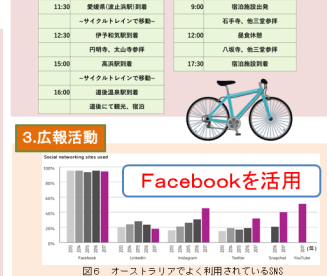 11:30 愛媛県(波止浜駅)到着
~サイクルトレインで移動~
12:30 伊予和気駅到着
円明寺、太山寺参拝
15:00 高浜駅到着
~サイクルトレインで移動~
16:00 道後温泉駅到着
道後にて観光、宿泊
9:00 宿泊施設出発
石手寺、他三堂参拝
12:00 昼食休憩
八坂寺、他三堂参拝
17:30 宿泊施設到着
3.広報活動
Social networking sites used
Facebookを活用
100%
80%
60%
40%
20%
0%
2013 2014 2015 2016 2017
(年)
Facebook LinkedIn Instagram Twitter Snapchat YouTube
図6 オーストラリアでよく利用されているSNS